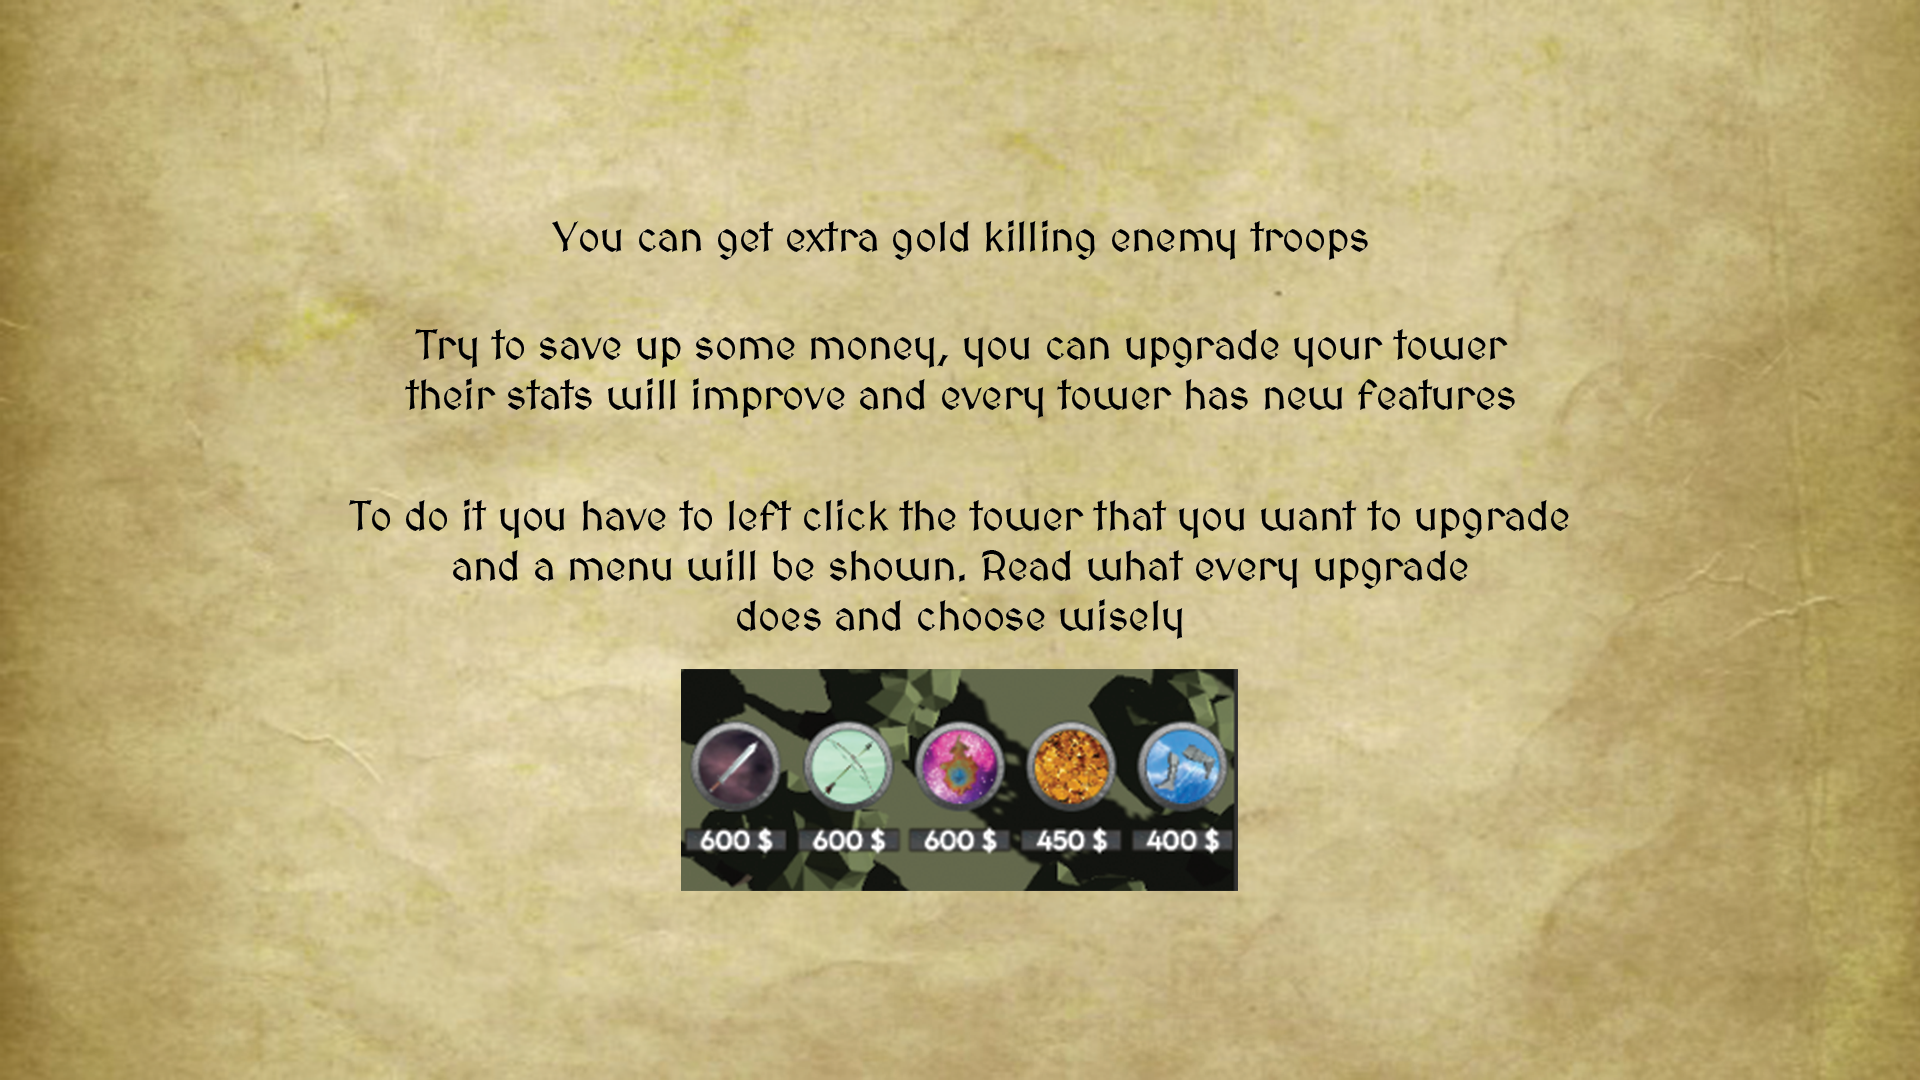 You can get extra gold killing enemy troops
Try to save up some money, you can upgrade your tower
their stats will improve and every tower has new features
To do it you have to left click the tower that you want to upgrade
and a menu will be shown. Read what every upgrade
does and choose wisely
600 $ 600 $ 600 $ 450 $ 400 $